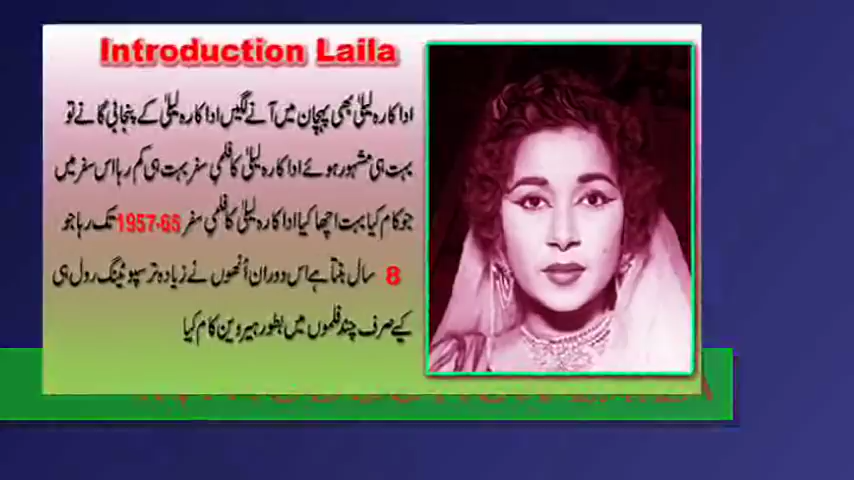 Introduction Laila
اداکارہ لیلیٰ بھی پہچان میں آنے لگیں اداکارہ لیلیٰ کے پنجابی گانے تو
بہت ہی مشہور ہوئے اداکارہ لیلیٰ کا فلمی سفر بہت ہی کم رہا اس سفر میں
جو کام کیا بہت اچھا کیا اداکارہ لیلیٰ کا فلمی سفر 1957-65 تک رہا جو
8 سال بنتا ہے اس دوران اُنھوں نے زیادہ تر سپوٹینگ رول ہی
کیے صرف چند فلموں میں بطور ہیروین کام کیا